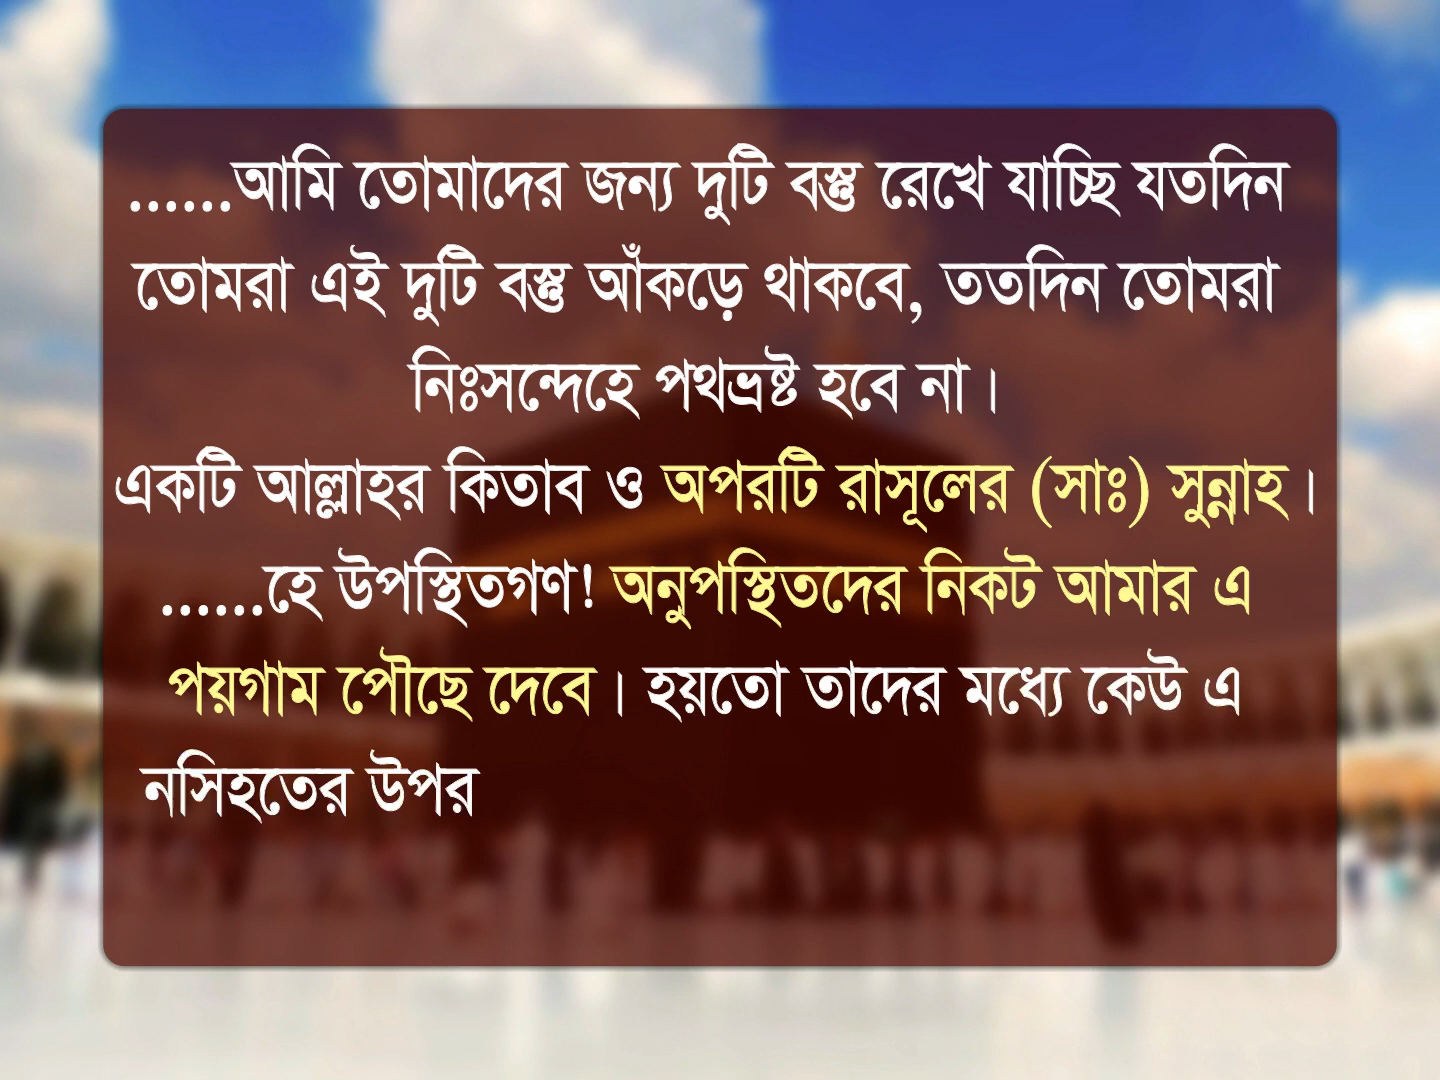 ......আমি তোমাদের জন্য দুটি বস্তু রেখে যাচ্ছি যতদিন
তোমরা এই দুটি বস্তু আঁকড়ে থাকবে, ততদিন তোমরা
নিঃসন্দেহে পথভ্রষ্ট হবে না।
একটি আল্লাহর কিতাব ও অপরটি রাসূলের (সাঃ) সুন্নাহ।
......হে উপস্থিতগণ! অনুপস্থিতদের নিকট আমার এ
পয়গাম পৌছে দেবে। হয়তো তাদের মধ্যে কেউ এ
নসিহতের উপর